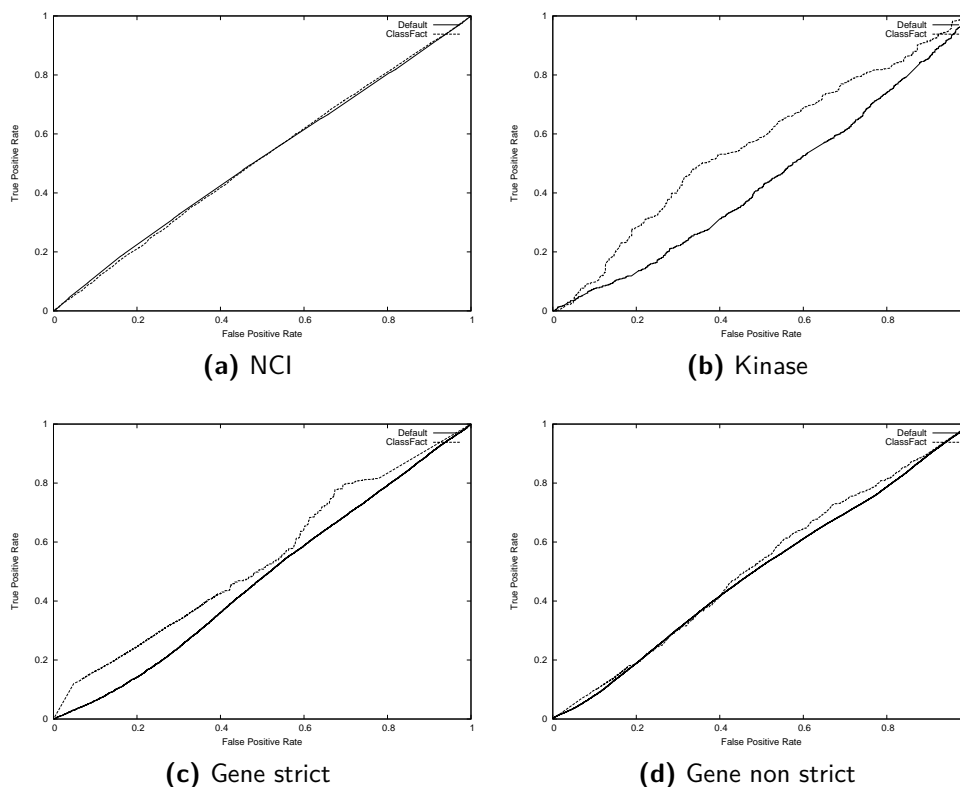 1
0.8
0.6
0.4
0.2
0
0 0.2 0.4 0.6 0.8 1
True Positive Rate
False Positive Rate
Default
ClassFact
(a) NCI
1
0.8
0.6
0.4
0.2
0
0 0.2 0.4 0.6 0.8
True Positive Rate
False Positive Rate
Default
ClassFact
(b) Kinase
1
0.8
0.6
0.4
0.2
0
0 0.2 0.4 0.6 0.8 1
True Positive Rate
False Positive Rate
Default
ClassFact
(c) Gene strict
1
0.8
0.6
0.4
0.2
0
0 0.2 0.4 0.6 0.8
True Positive Rate
False Positive Rate
Default
ClassFact
(d) Gene non strict